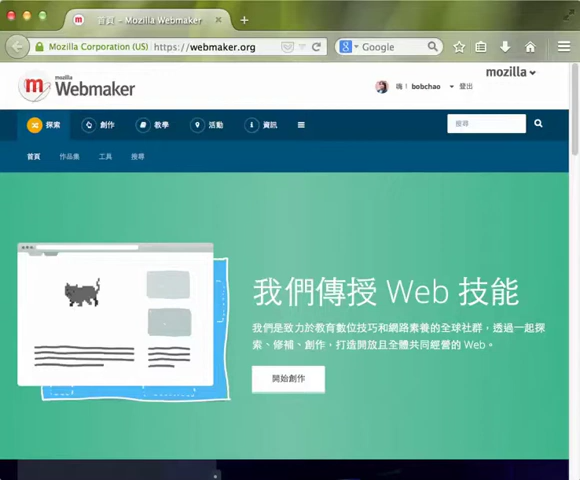 首頁 – Mozilla Webmaker
Mozilla Corporation (US) https://webmaker.org
Google
mozilla
mozilla
Webmaker
嗨！ bobchao 登出
探索 創作 教學 活動 資訊
搜尋
首頁 作品集 工具 搜尋
我們傳授 Web 技能
我們是致力於教育數位技巧和網路素養的全球社群，透過一起探
索、修補、創作，打造開放且全體共同經營的 Web。
開始創作